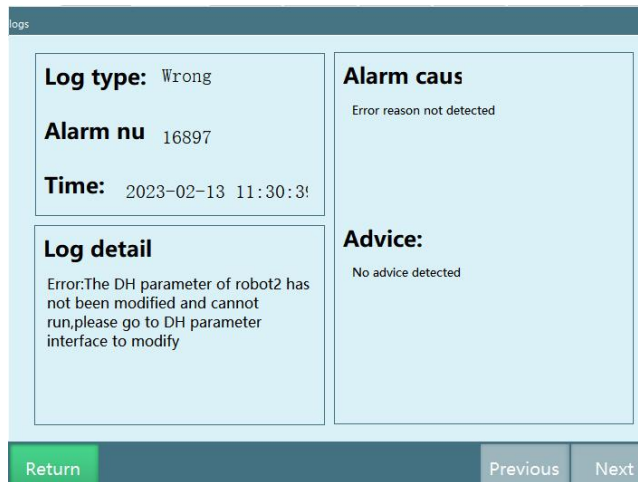 logs
Log type: Wrong
Alarm nu 16897
Time: 2023-02-13 11:30:39
Log detail
Error:The DH parameter of robot2 has
not been modified and cannot
run,please go to DH parameter
interface to modify
Alarm caus
Error reason not detected
Advice:
No advice detected
Return
Previous
Next